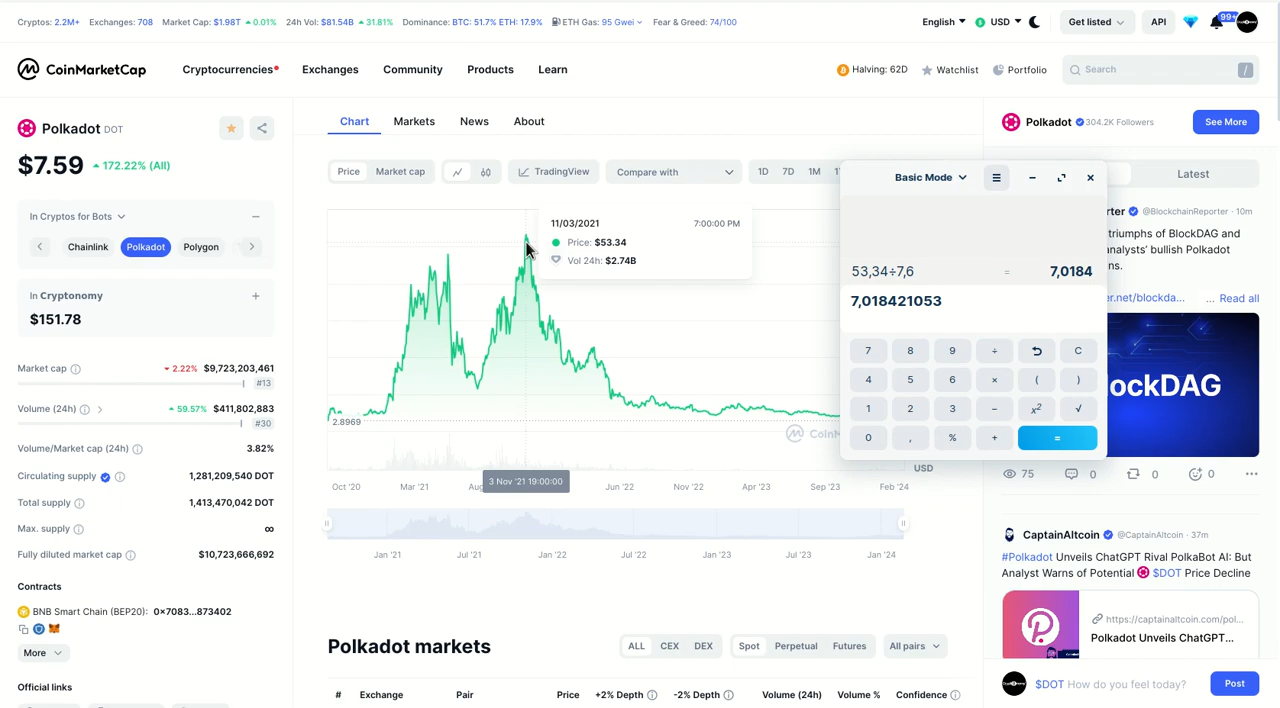 Cryptos: 2.2M+ Exchanges: 708 Market Cap: $1.98T 0.01% 24h Vol: $81.54B 31.81% Dominance: BTC: 51.7% ETH: 17.9% ETH Gas: 95 Gwei Fear & Greed: 74/100
English USD Get listed API 99+
CoinMarketCap Cryptocurrencies Exchanges Community Products Learn
Halving: 62D Watchlist Portfolio Search /
Polkadot DOT
$7.59 172.22% (All)
In Cryptos for Bots
Chainlink Polkadot Polygon
In Cryptonomy
$151.78
Market cap 2.22% $9,723,203,461
#13
Volume (24h) 59.57% $411,802,883
#30
Volume/Market cap (24h) 3.82%
Circulating supply 1,281,209,540 DOT
Total supply 1,413,470,042 DOT
Max. supply ∞
Fully diluted market cap $10,723,666,692
Contracts
BNB Smart Chain (BEP20): 0x7083...873402
More
Official links
Chart Markets News About
Price Market cap TradingView Compare with 1D 7D 1M
11/03/2021 7:00:00 PM
Price: $53.34
Vol 24h: $2.74B
2.8969
CoinM
3 Nov '21 19:00:00
USD
Oct '20 Mar '21 Aug Jun '22 Nov '22 Apr '23 Sep '23 Feb '24
Jan '21 Jul '21 Jan '22 Jul '22 Jan '23 Jul '23 Jan '24
Polkadot markets
ALL CEX DEX Spot Perpetual Futures All pairs
# Exchange Pair Price +2% Depth -2% Depth Volume (24h) Volume % Confidence
Basic Mode
53,34÷7,6 = 7,0184
7,018421053
7 8 9 ÷ C
4 5 6 × ( )
1 2 3 − x² √
0 , % + =
Polkadot 304.2K Followers See More
Latest
rter @BlockchainReporter · 10m
triumphs of BlockDAG and
analysts' bullish Polkadot
ns.
er.net/blockda... ... Read all
ockDAG
75 0 0 0
CaptainAltcoin @CaptainAltcoin · 37m
#Polkadot Unveils ChatGPT Rival PolkaBot AI: But
Analyst Warns of Potential $DOT Price Decline
https://captainaltcoin.com/pol...
Polkadot Unveils ChatGPT...
$DOT How do you feel today? Post